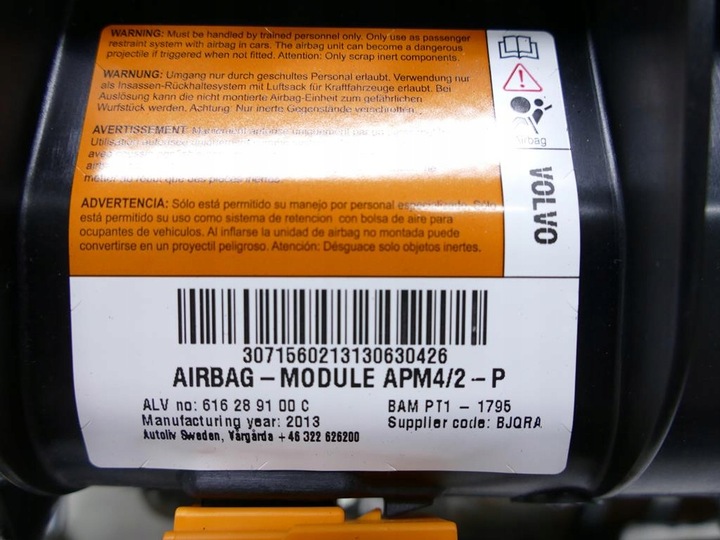 WARNING: Must be handled by trained personnel only. Only use as passenger
restraint system with airbag in cars. The airbag unit can become a dangerous
projectile if triggered when not fitted. Attention: Only scrap inert components.
WARNUNG: Umgang nur durch geschultes Personal erlaubt. Verwendung nur
als Insassen-Rückhaltesystem mit Luftsack für Kraftfahrzeuge erlaubt. Bei
Auslösung kann die nicht montierte Airbag-Einheit zum gefährlichen
Wurfstück werden. Achtung: Nur inerte Gegenstände verschrotten.
AVERTISSEMENT:
ADVERTENCIA: Sólo está permitido su manejo por personal
está permitido su uso como sistema de retencion con bolsa de aire para
ocupantes de vehiculos. Al inflarse la unidad de airbag no montada puede
convertirse en un proyectil peligroso. Atención: Désguace solo objetos inertes.
Airbag
VOLVO
3071560213130630426
AIRBAG - MODULE APM4/2 - P
ALV no: 616 28 91 00 C BAM PT1 - 1795
Manufacturing year: 2013 Supplier code: BJQRA
Autoliv Sweden, Vårgårda + 46 322 626200